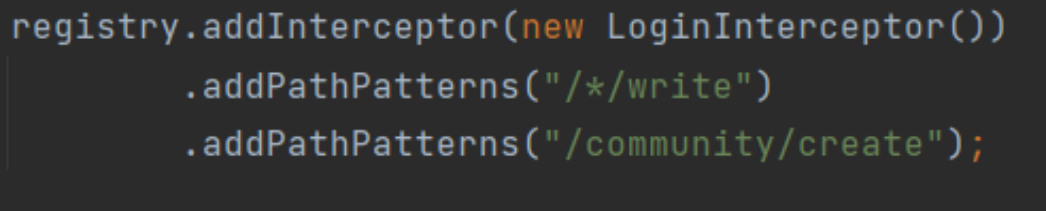 registry.addInterceptor(new LoginInterceptor())
.addPathPatterns("/*/write")
.addPathPatterns("/community/create");